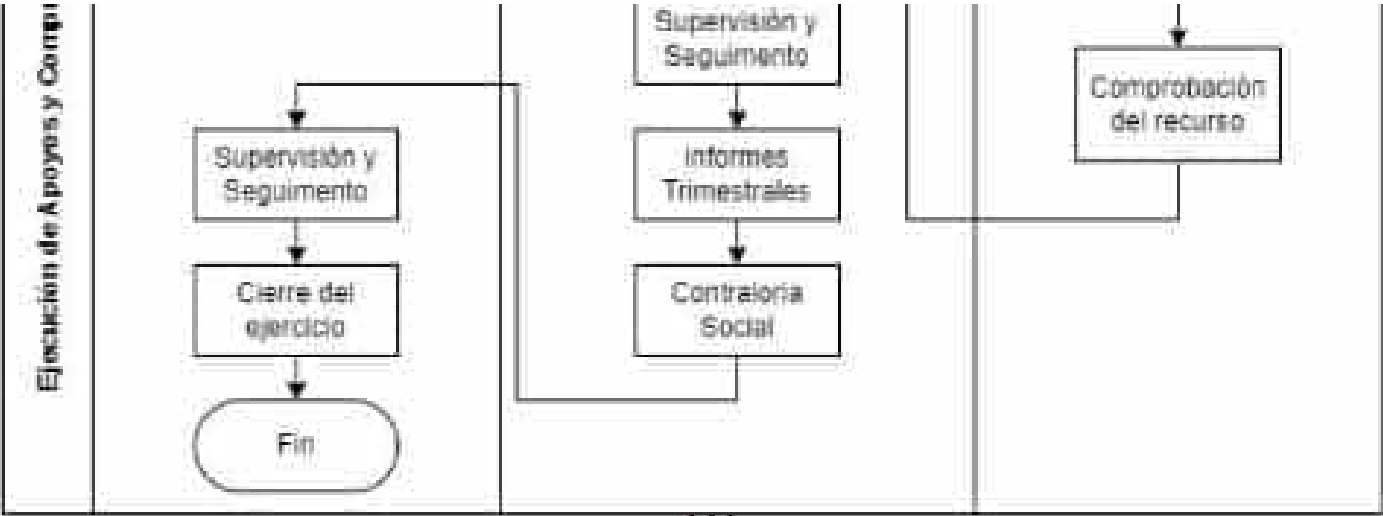 Ejecución de Apoyos y Comp
Supervisión y
Seguimento
Cierre del
ejercicio
Fin
Supervisión y
Seguimento
Informes
Trimestrales
Contraloría
Social
Comprobación
del recurso